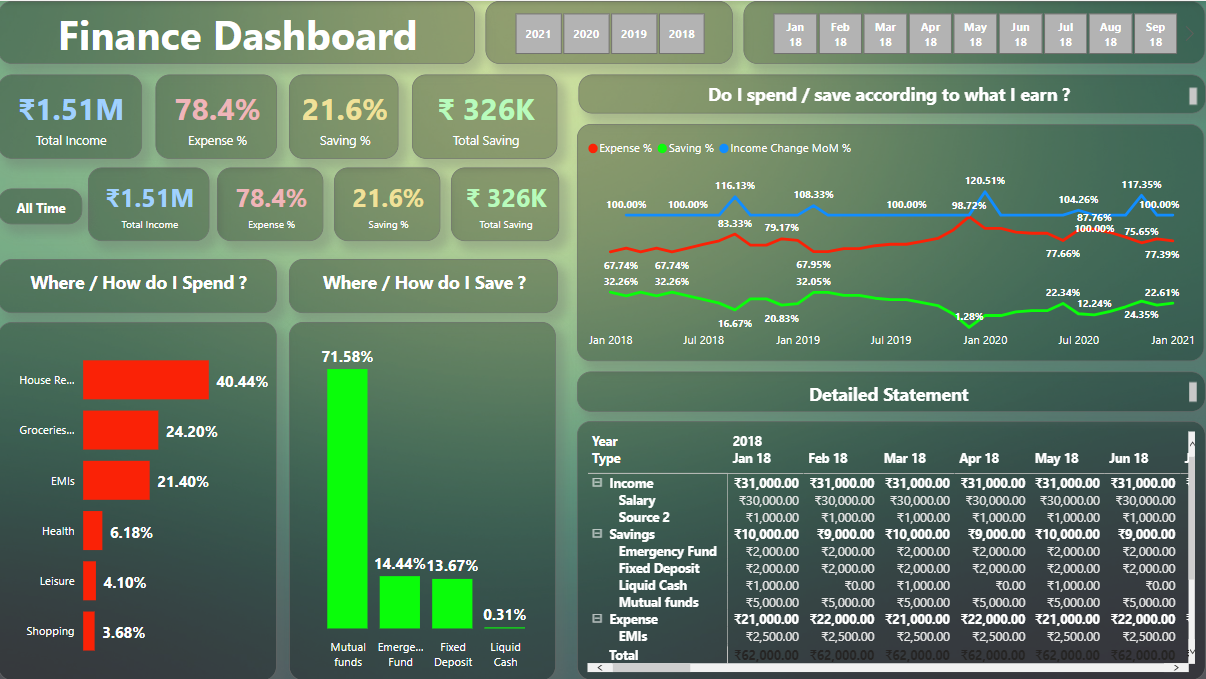 Finance Dashboard
2021 2020 2019 2018
Jan 18 Feb 18 Mar 18 Apr 18 May 18 Jun 18 Jul 18 Aug 18 Sep 18
₹1.51M 78.4% 21.6% ₹ 326K
Total Income Expense % Saving % Total Saving
All Time
₹1.51M 78.4% 21.6% ₹ 326K
Total Income Expense % Saving % Total Saving
Where / How do I Spend ?
House Re... 40.44%
Groceries... 24.20%
EMIs 21.40%
Health 6.18%
Leisure 4.10%
Shopping 3.68%
Where / How do I Save ?
71.58%
14.44% 13.67%
0.31%
Mutual funds Emerge... Fund Fixed Deposit Liquid Cash
Do I spend / save according to what I earn ?
Expense % Saving % Income Change MoM %
100.00% 100.00% 116.13% 108.33% 100.00% 120.51% 104.26% 117.35% 100.00%
67.74% 67.74% 83.33% 79.17% 67.95% 98.72% 77.66% 87.76% 100.00% 75.65% 77.39%
32.26% 32.26% 16.67% 20.83% 32.05% 1.28% 22.34% 12.24% 24.35% 22.61%
Jan 2018 Jul 2018 Jan 2019 Jul 2019 Jan 2020 Jul 2020 Jan 2021
Detailed Statement
Year 2018
Type Jan 18 Feb 18 Mar 18 Apr 18 May 18 Jun 18
Income ₹31,000.00 ₹31,000.00 ₹31,000.00 ₹31,000.00 ₹31,000.00 ₹31,000.00
Salary ₹30,000.00 ₹30,000.00 ₹30,000.00 ₹30,000.00 ₹30,000.00 ₹30,000.00
Source 2 ₹1,000.00 ₹1,000.00 ₹1,000.00 ₹1,000.00 ₹1,000.00 ₹1,000.00
Savings ₹10,000.00 ₹9,000.00 ₹10,000.00 ₹9,000.00 ₹10,000.00 ₹9,000.00
Emergency Fund ₹2,000.00 ₹2,000.00 ₹2,000.00 ₹2,000.00 ₹2,000.00 ₹2,000.00
Fixed Deposit ₹2,000.00 ₹2,000.00 ₹2,000.00 ₹2,000.00 ₹2,000.00 ₹2,000.00
Liquid Cash ₹1,000.00 ₹0.00 ₹1,000.00 ₹0.00 ₹1,000.00 ₹0.00
Mutual funds ₹5,000.00 ₹5,000.00 ₹5,000.00 ₹5,000.00 ₹5,000.00 ₹5,000.00
Expense ₹21,000.00 ₹22,000.00 ₹21,000.00 ₹22,000.00 ₹21,000.00 ₹22,000.00
EMIs ₹2,500.00 ₹2,500.00 ₹2,500.00 ₹2,500.00 ₹2,500.00 ₹2,500.00
Total ₹62,000.00 ₹62,000.00 ₹62,000.00 ₹62,000.00 ₹62,000.00 ₹62,000.00